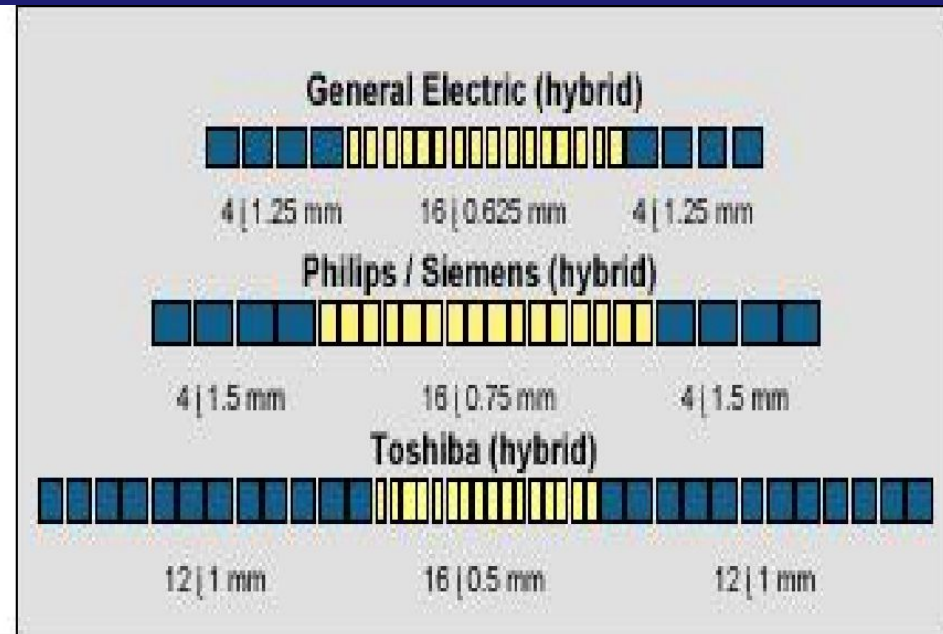 General Electric (hybrid)
4 | 1.25 mm 16 | 0.625 mm 4 | 1.25 mm
Philips / Siemens (hybrid)
4 | 1.5 mm 16 | 0.75 mm 4 | 1.5 mm
Toshiba (hybrid)
12 | 1 mm 16 | 0.5 mm 12 | 1 mm